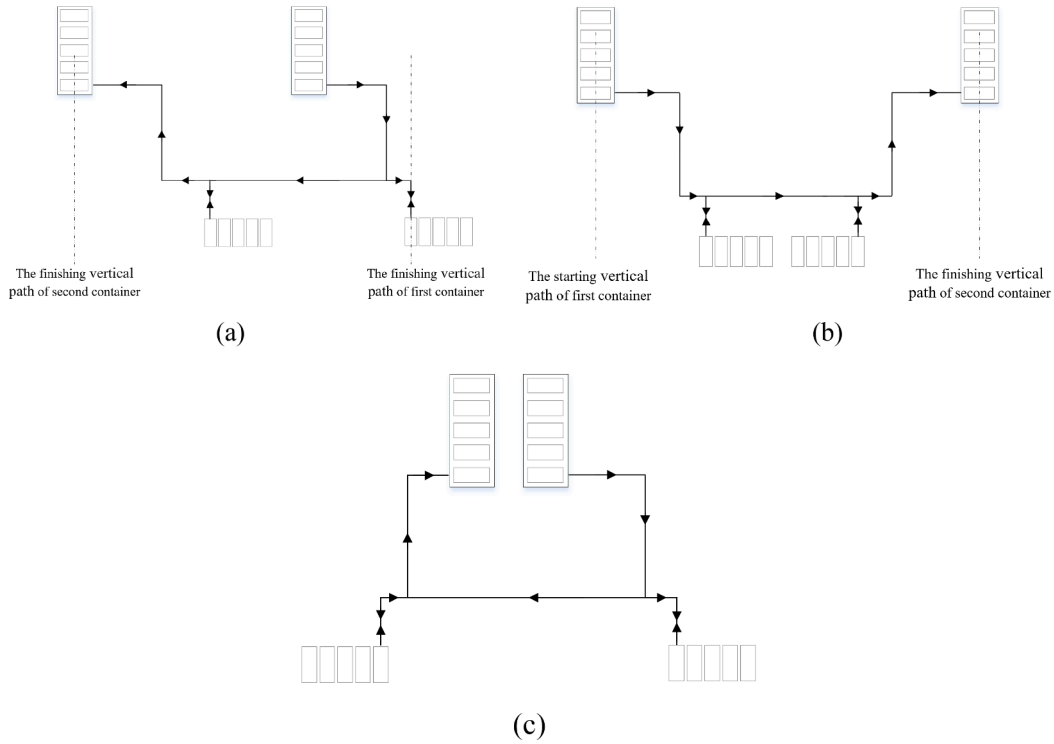 The finishing vertical
path of second container
The finishing vertical
path of first container
(a)
The starting vertical
path of first container
The finishing vertical
path of second container
(b)
(c)